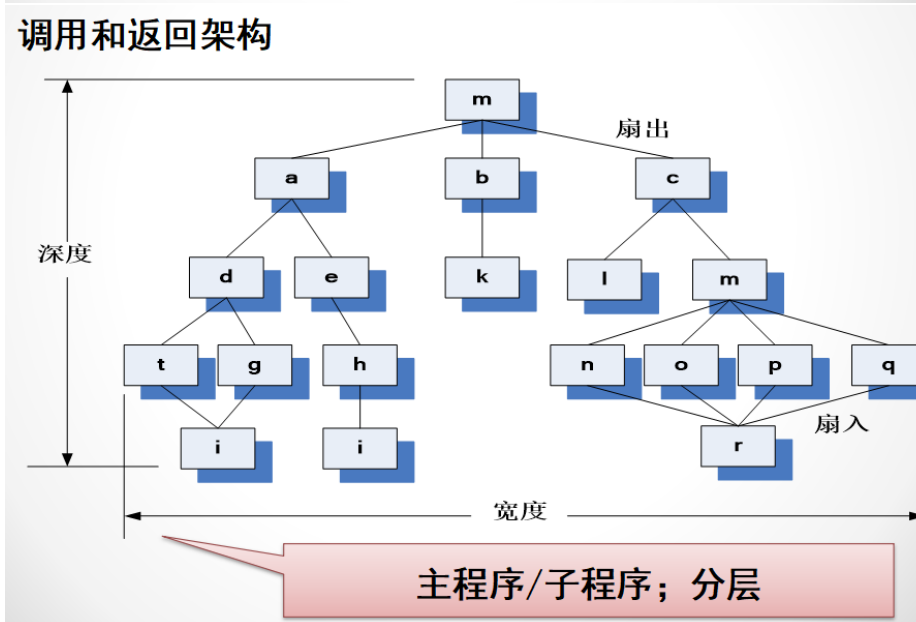 调用和返回架构
m
扇出
a b c
深度
d e k l m
t g h n o p q
扇入
i i r
宽度
主程序/子程序；分层